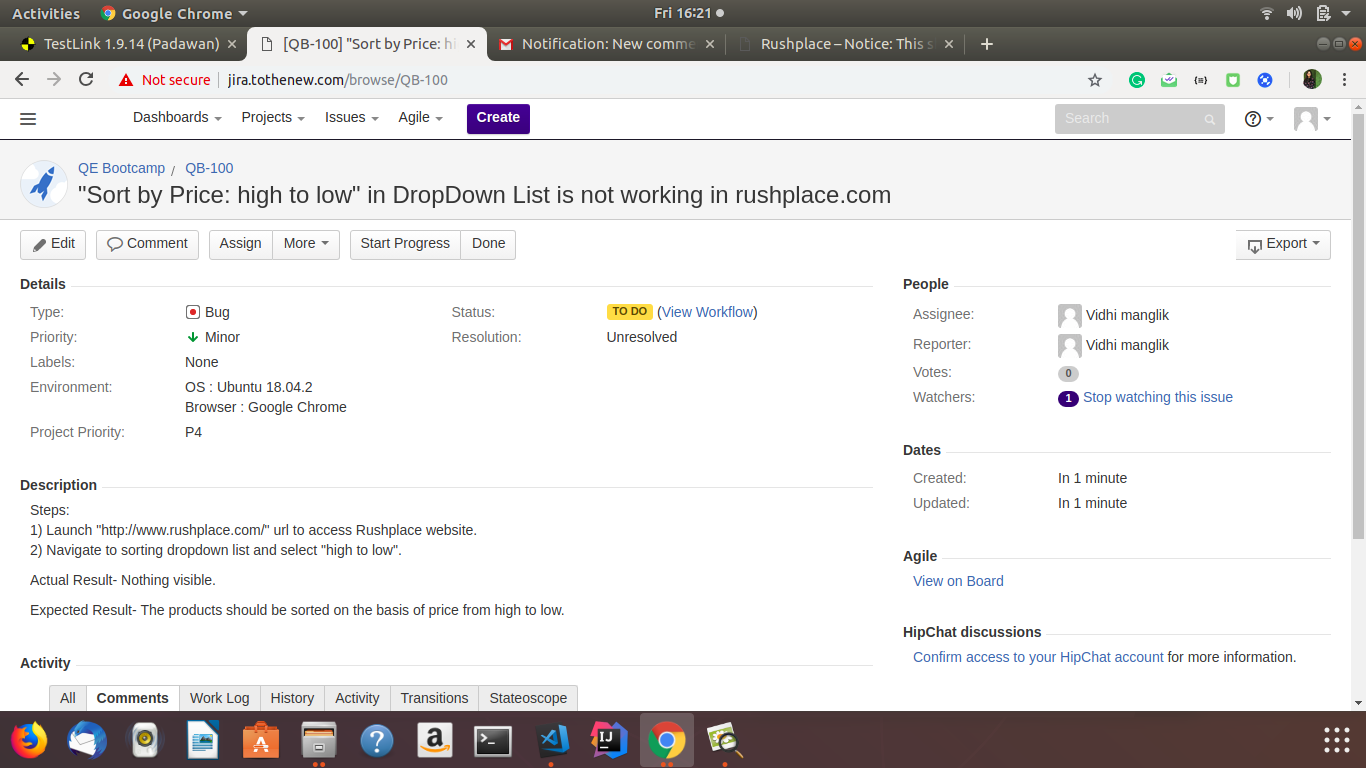 Activities
Google Chrome
Fri 16:21
TestLink 1.9.14 (Padawan)
[QB-100] "Sort by Price: hi
Notification: New comme
Rushplace – Notice: This s
Not secure
jira.tothenew.com/browse/QB-100
Dashboards
Projects
Issues
Agile
Create
Search
QE Bootcamp / QB-100
"Sort by Price: high to low" in DropDown List is not working in rushplace.com
Edit
Comment
Assign
More
Start Progress
Done
Export
Details
Type:
Bug
Status:
TO DO (View Workflow)
Priority:
Minor
Resolution:
Unresolved
Labels:
None
Environment:
OS : Ubuntu 18.04.2
Browser : Google Chrome
Project Priority:
P4
Description
Steps:
1) Launch "http://www.rushplace.com/" url to access Rushplace website.
2) Navigate to sorting dropdown list and select "high to low".
Actual Result- Nothing visible.
Expected Result- The products should be sorted on the basis of price from high to low.
Activity
All
Comments
Work Log
History
Activity
Transitions
Stateoscope
People
Assignee:
Vidhi manglik
Reporter:
Vidhi manglik
Votes:
0
Watchers:
1 Stop watching this issue
Dates
Created:
In 1 minute
Updated:
In 1 minute
Agile
View on Board
HipChat discussions
Confirm access to your HipChat account for more information.